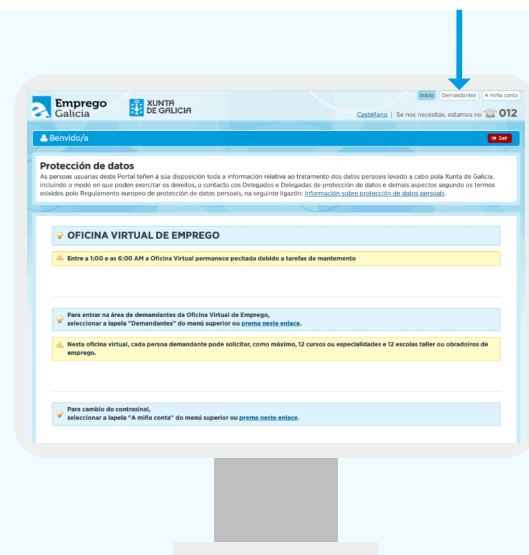 Inicio Demandantes A miña conta
Emprego
Galicia
XUNTA
DE GALICIA
Castellano | Se nos necesitas, estamos no 012
Benvido/a
Sair
Protección de datos
As persoas usuarias deste Portal teñen á súa disposición toda a información relativa ao tratamento dos datos persoais levado a cabo pola Xunta de Galicia,
incluíndo o modo en que poden exercitar os dereitos, o contacto cos Delegados e Delegadas de protección de datos e demais aspectos segundo os termos
esixidos polo Regulamento europeo de protección de datos persoais, na seguinte ligazón: Información sobre protección de datos persoais.
OFICINA VIRTUAL DE EMPREGO
Entre a 1:00 e as 6:00 AM a Oficina Virtual permanece pechada debido a tarefas de mantemento
Para entrar na área de demandantes da Oficina Virtual de Emprego,
seleccionar a lapela "Demandantes" do menú superior ou prema neste enlace.
Nesta oficina virtual, cada persoa demandante pode solicitar, como máximo, 12 cursos ou especialidades e 12 escolas taller ou obradoiros de
emprego.
Para cambio do contrasinal,
seleccionar a lapela "A miña conta" do menú superior ou prema neste enlace.